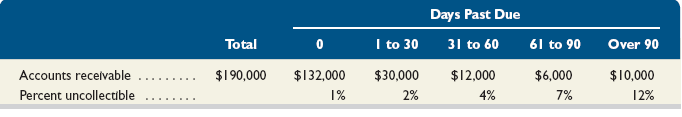 Days Past Due
Total 0 1 to 30 31 to 60 61 to 90 Over 90
Accounts receivable ......... $190,000 $132,000 $30,000 $12,000 $6,000 $10,000
Percent uncollectible ........ 1% 2% 4% 7% 12%